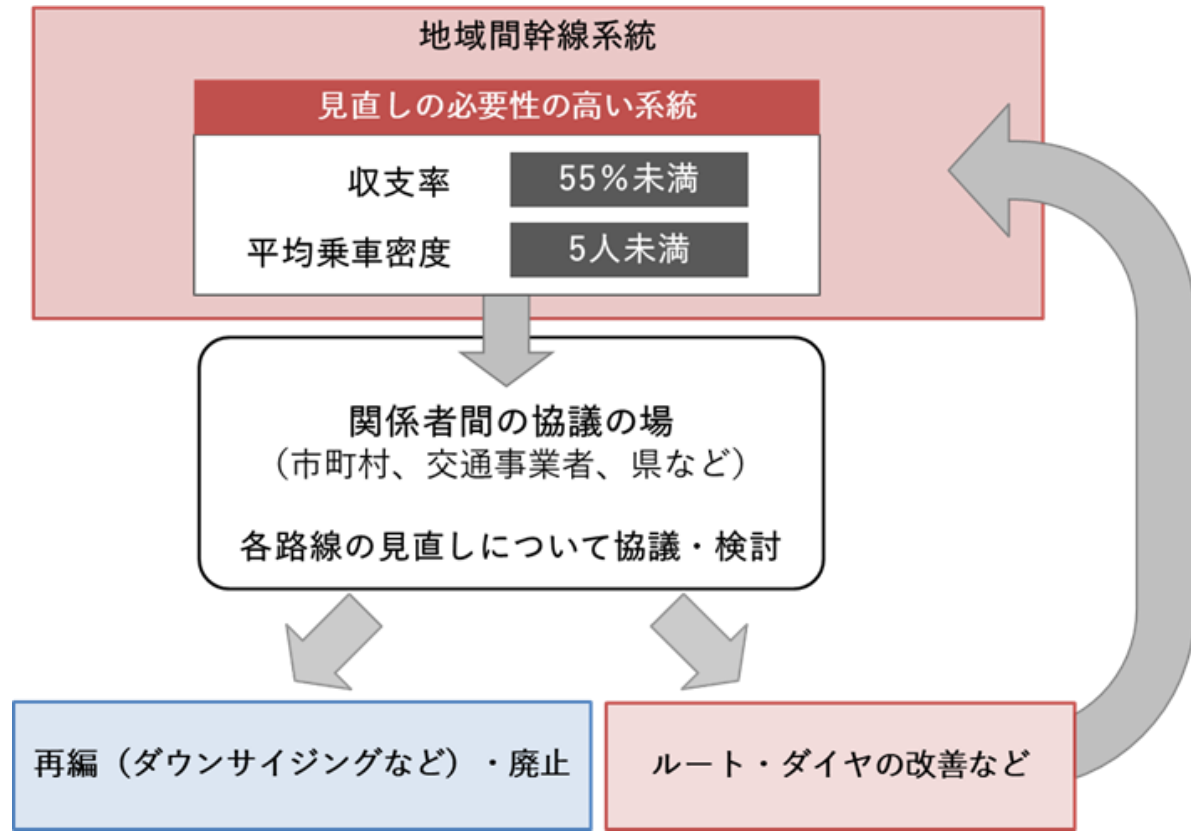 地域間幹線系統
見直しの必要性の高い系統
収支率
55%未満
平均乗車密度
5人未満
関係者間の協議の場
（市町村、交通事業者、県など）
各路線の見直しについて協議・検討
再編（ダウンサイジングなど）・廃止
ルート・ダイヤの改善など